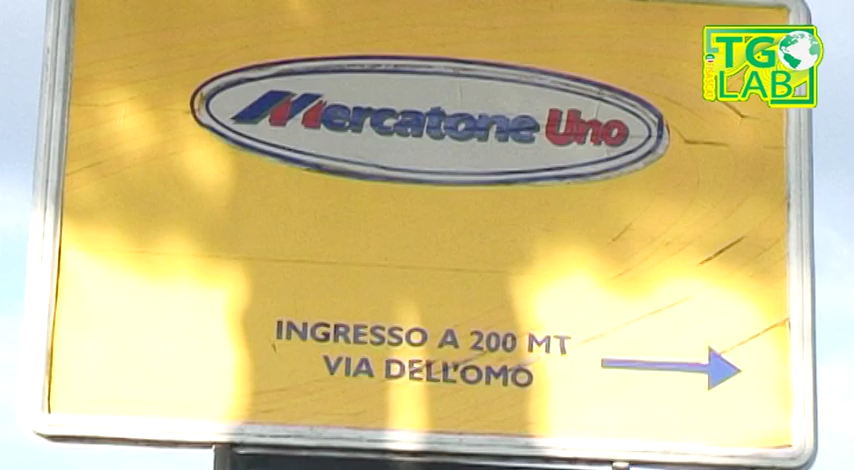 Mercatone Uno
TG
LAB
INGRESSO A 200 MT
VIA DELL'OMO